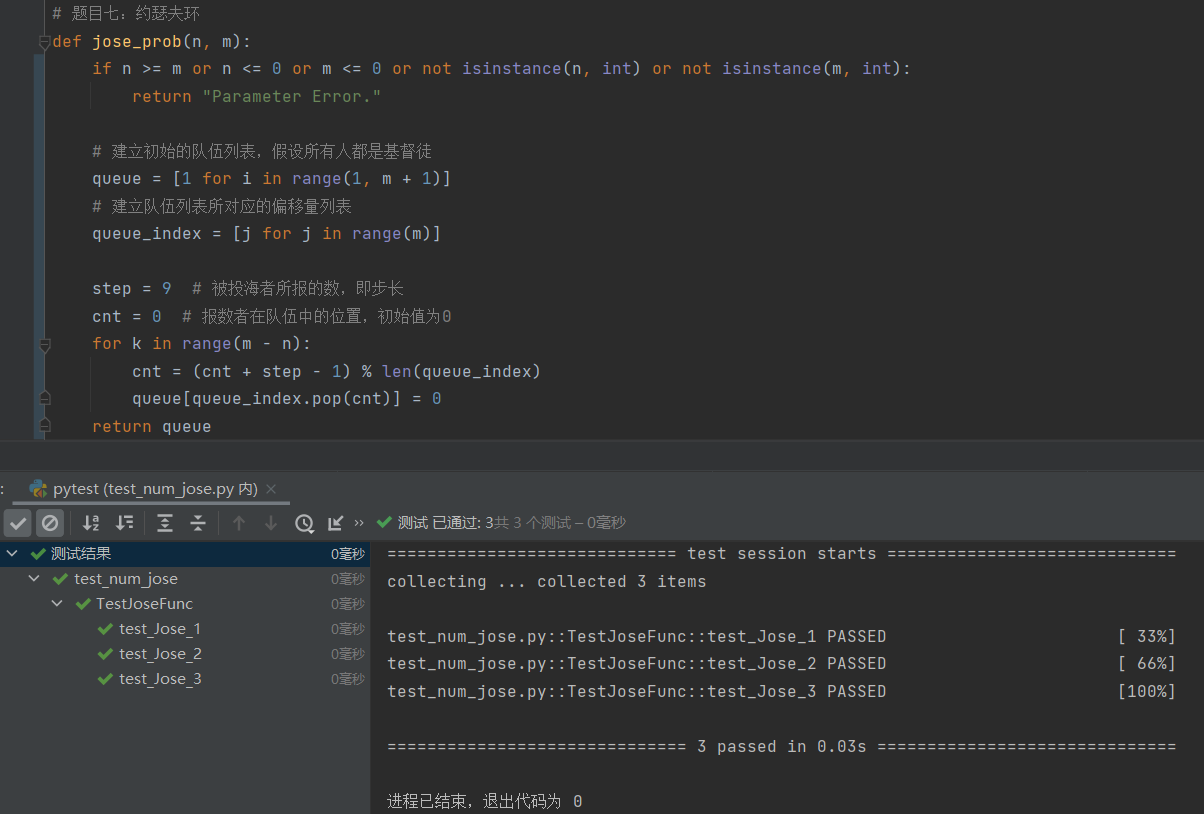 # 题目七：约瑟夫环
def jose_prob(n, m):
if n >= m or n <= 0 or m <= 0 or not isinstance(n, int) or not isinstance(m, int):
return "Parameter Error."
# 建立初始的队伍列表，假设所有人都是基督徒
queue = [1 for i in range(1, m + 1)]
# 建立队伍列表所对应的偏移量列表
queue_index = [j for j in range(m)]
step = 9  # 被投海者所报的数，即步长
cnt = 0  # 报数者在队伍中的位置，初始值为0
for k in range(m - n):
cnt = (cnt + step - 1) % len(queue_index)
queue[queue_index.pop(cnt)] = 0
return queue
: pytest (test_num_jose.py 内) ×
» 测试 已通过: 3共 3 个测试 – 0毫秒
测试结果 0毫秒
test_num_jose 0毫秒
TestJoseFunc 0毫秒
test_Jose_1 0毫秒
test_Jose_2 0毫秒
test_Jose_3 0毫秒
============================= test session starts =============================
collecting ... collected 3 items
test_num_jose.py::TestJoseFunc::test_Jose_1 PASSED [ 33%]
test_num_jose.py::TestJoseFunc::test_Jose_2 PASSED [ 66%]
test_num_jose.py::TestJoseFunc::test_Jose_3 PASSED [100%]
============================== 3 passed in 0.03s ==============================
进程已结束，退出代码为 0